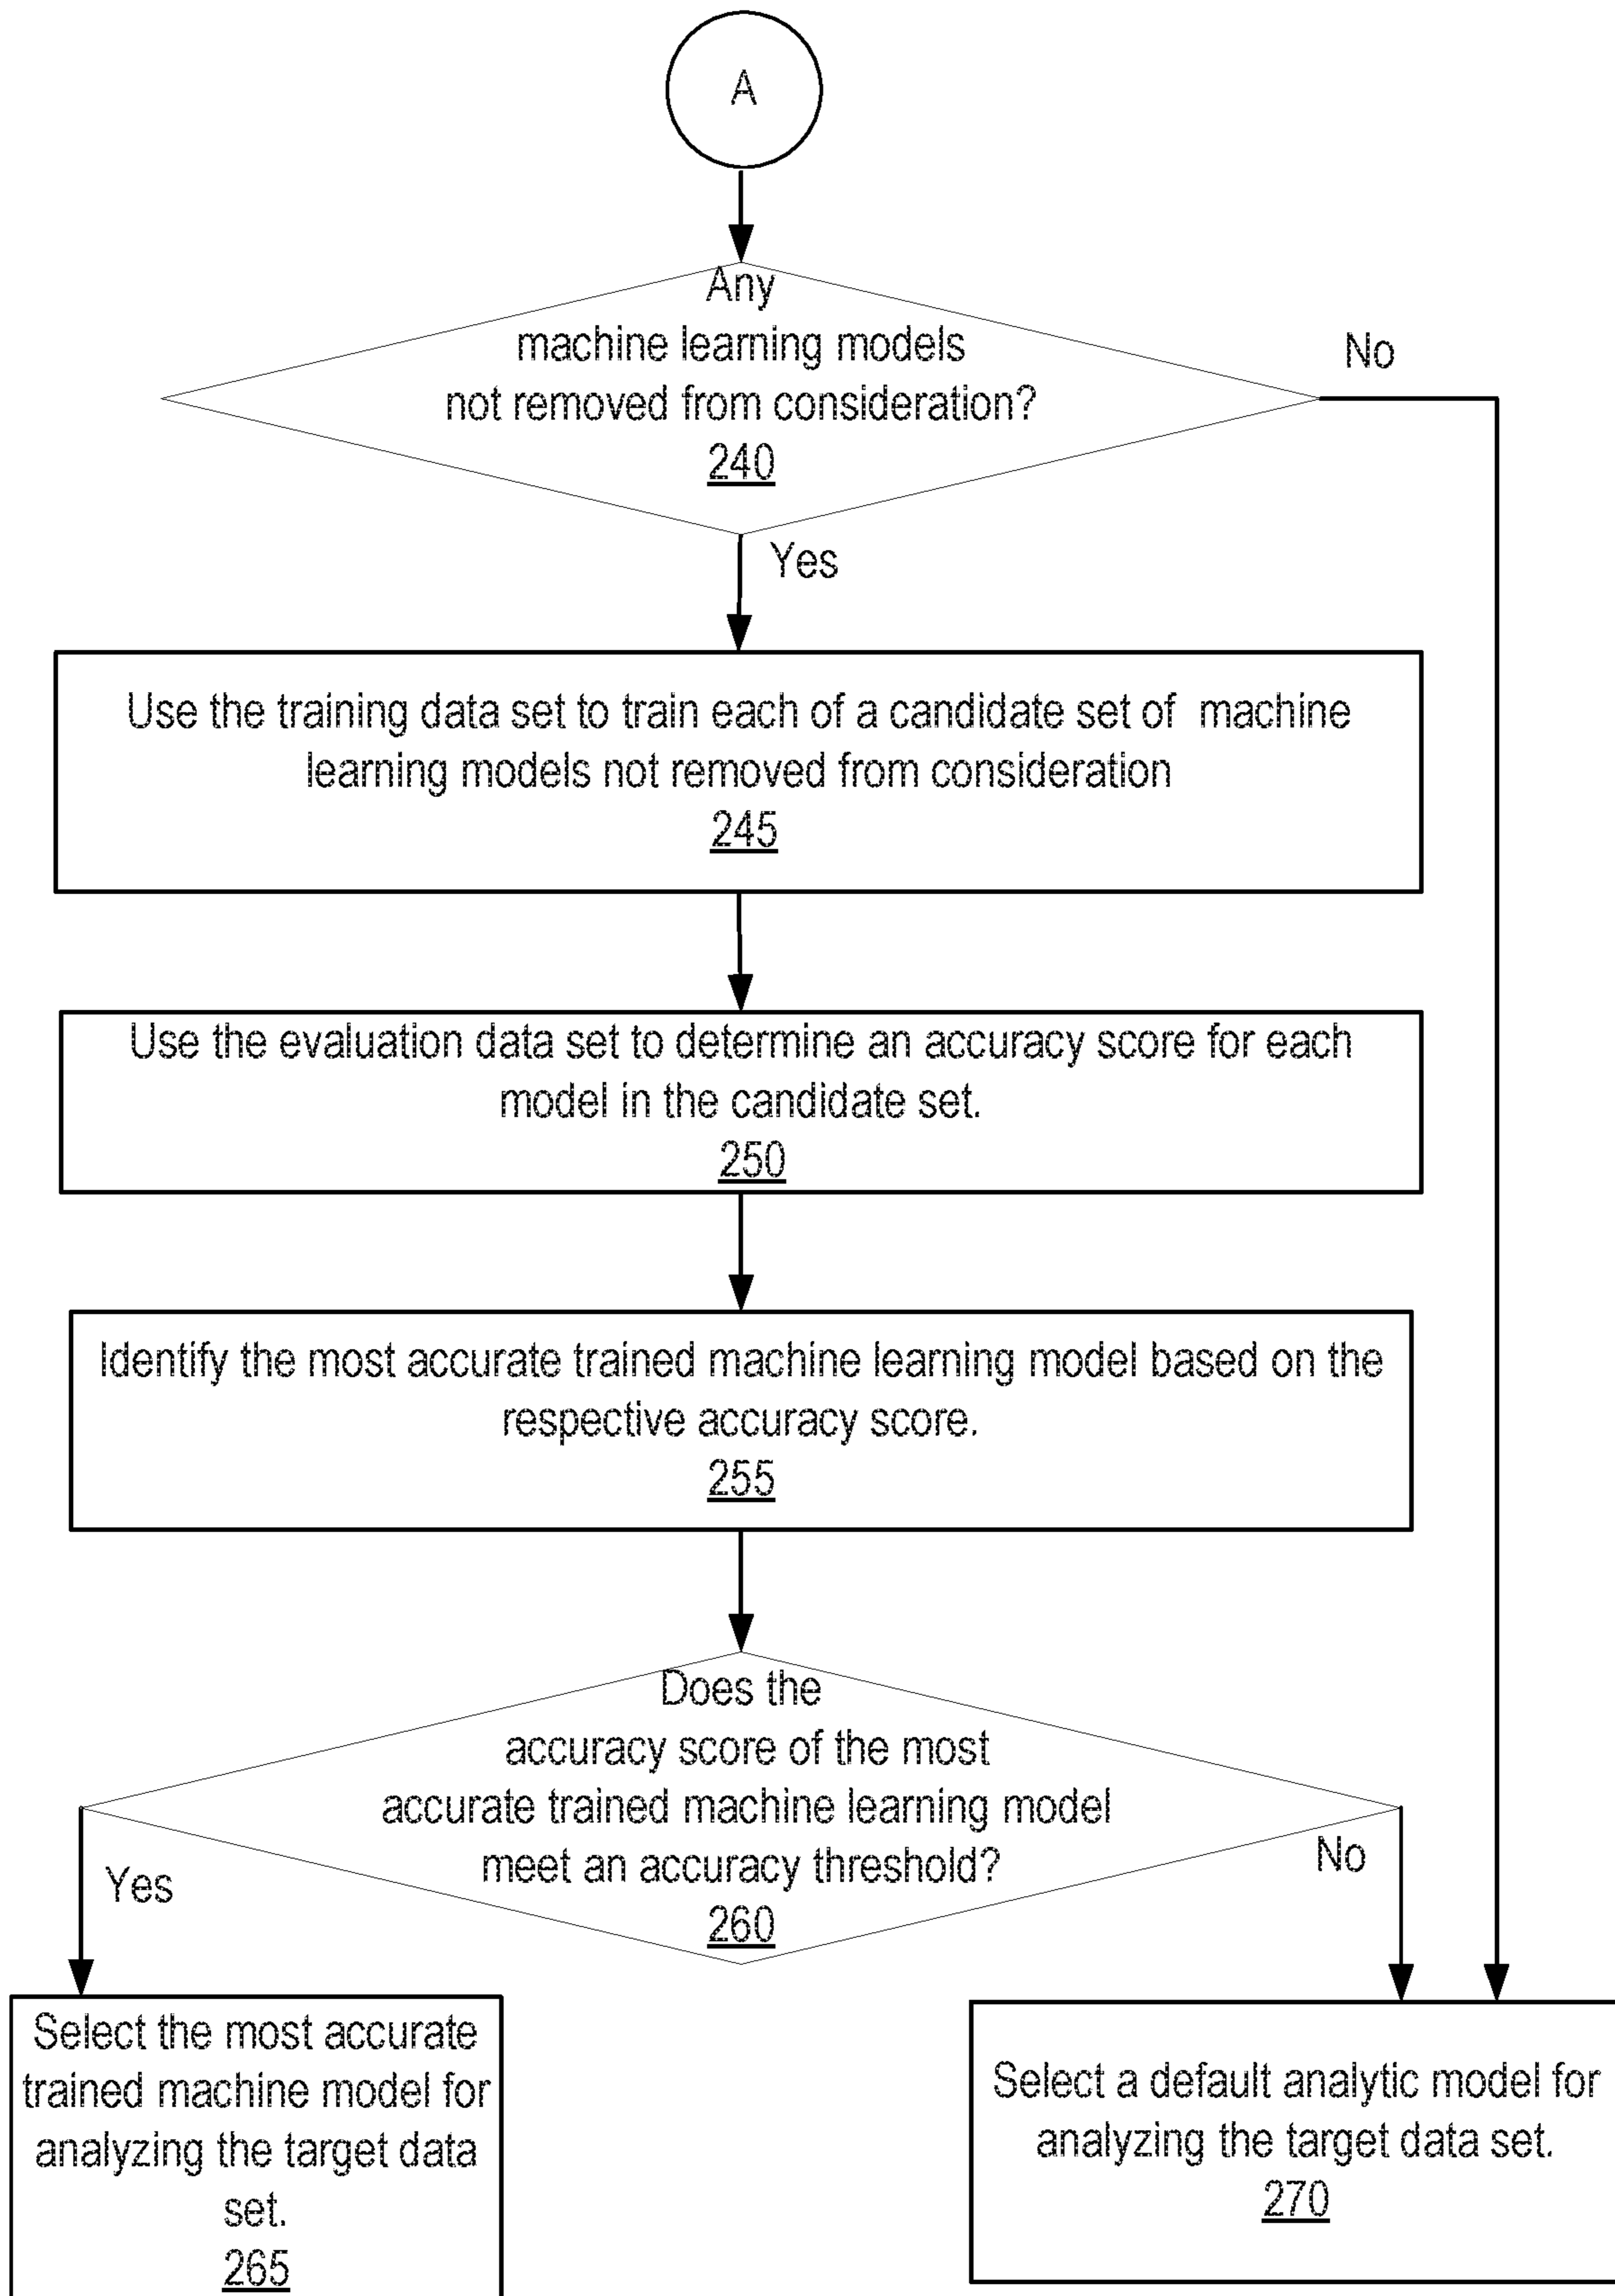 A
Any
machine learning models
not removed from consideration?
240
No
Yes
Use the training data set to train each of a candidate set of machine
learning models not removed from consideration
245
Use the evaluation data set to determine an accuracy score for each
model in the candidate set.
250
Identify the most accurate trained machine learning model based on the
respective accuracy score.
255
Does the
accuracy score of the most
accurate trained machine learning model
meet an accuracy threshold?
260
Yes
No
Select the most accurate
trained machine model for
analyzing the target data
set.
265
Select a default analytic model for
analyzing the target data set.
270